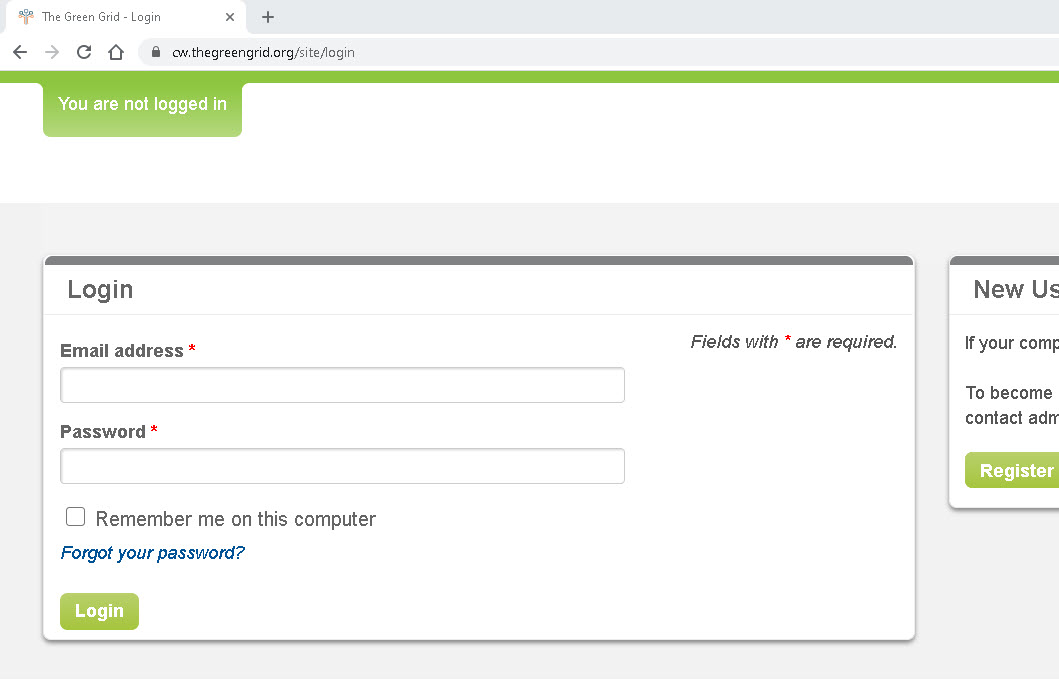 The Green Grid - Login
cw.thegreengrid.org/site/login
You are not logged in
Login
Fields with * are required.
Email address *
Password *
Remember me on this computer
Forgot your password?
Login
New Us
If your comp
To become
contact adm
Register